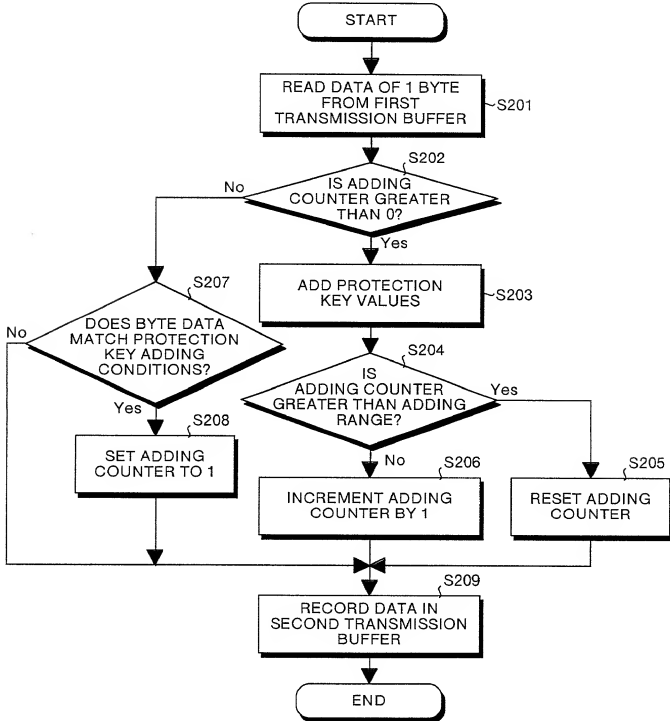 START
READ DATA OF 1 BYTE
FROM FIRST
TRANSMISSION BUFFER
S201
S202
IS ADDING
COUNTER GREATER
THAN 0?
No
Yes
ADD PROTECTION
KEY VALUES
S203
S207
DOES BYTE DATA
MATCH PROTECTION
KEY ADDING
CONDITIONS?
No
Yes
S204
IS
ADDING COUNTER
GREATER THAN ADDING
RANGE?
Yes
No
S208
SET ADDING
COUNTER TO 1
S206
INCREMENT ADDING
COUNTER BY 1
S205
RESET ADDING
COUNTER
S209
RECORD DATA IN
SECOND TRANSMISSION
BUFFER
END